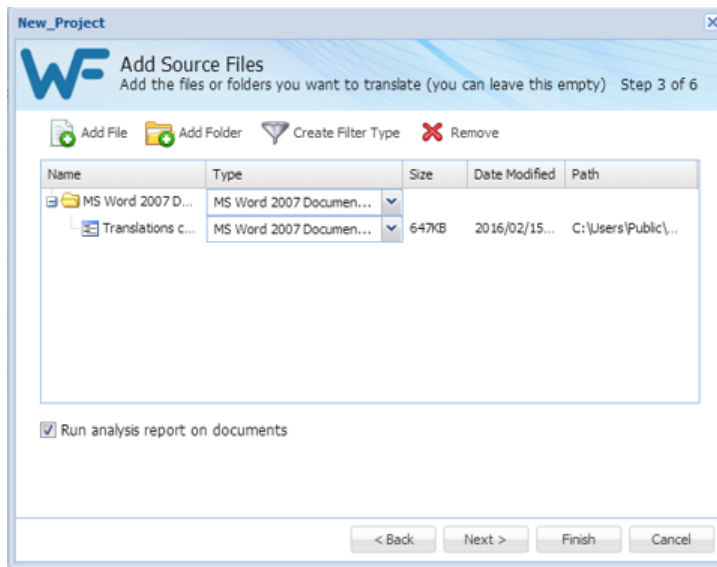 New_Project
WF
Add Source Files
Add the files or folders you want to translate (you can leave this empty) Step 3 of 6
Add File Add Folder Create Filter Type Remove
Name Type Size Date Modified Path
MS Word 2007 D... MS Word 2007 Documen...
Translations c... MS Word 2007 Documen... 647KB 2016/02/15... C:\Users\Public\...
Run analysis report on documents
< Back Next > Finish Cancel